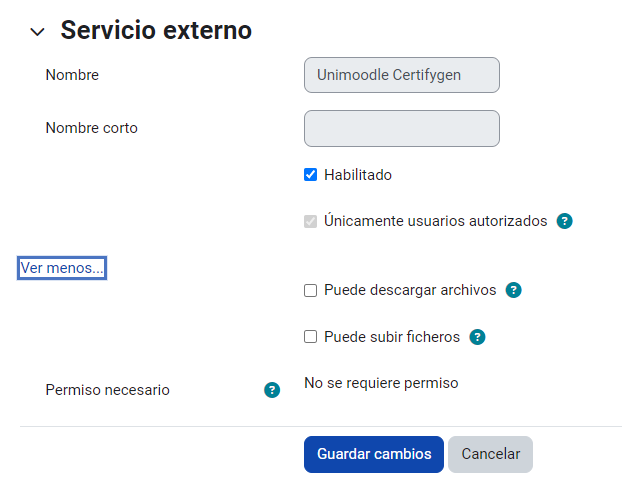 Servicio externo
Nombre
Unimoodle Certifygen
Nombre corto
Habilitado
Únicamente usuarios autorizados ?
Ver menos...
Puede descargar archivos ?
Puede subir ficheros ?
Permiso necesario ?
No se requiere permiso
Guardar cambios
Cancelar